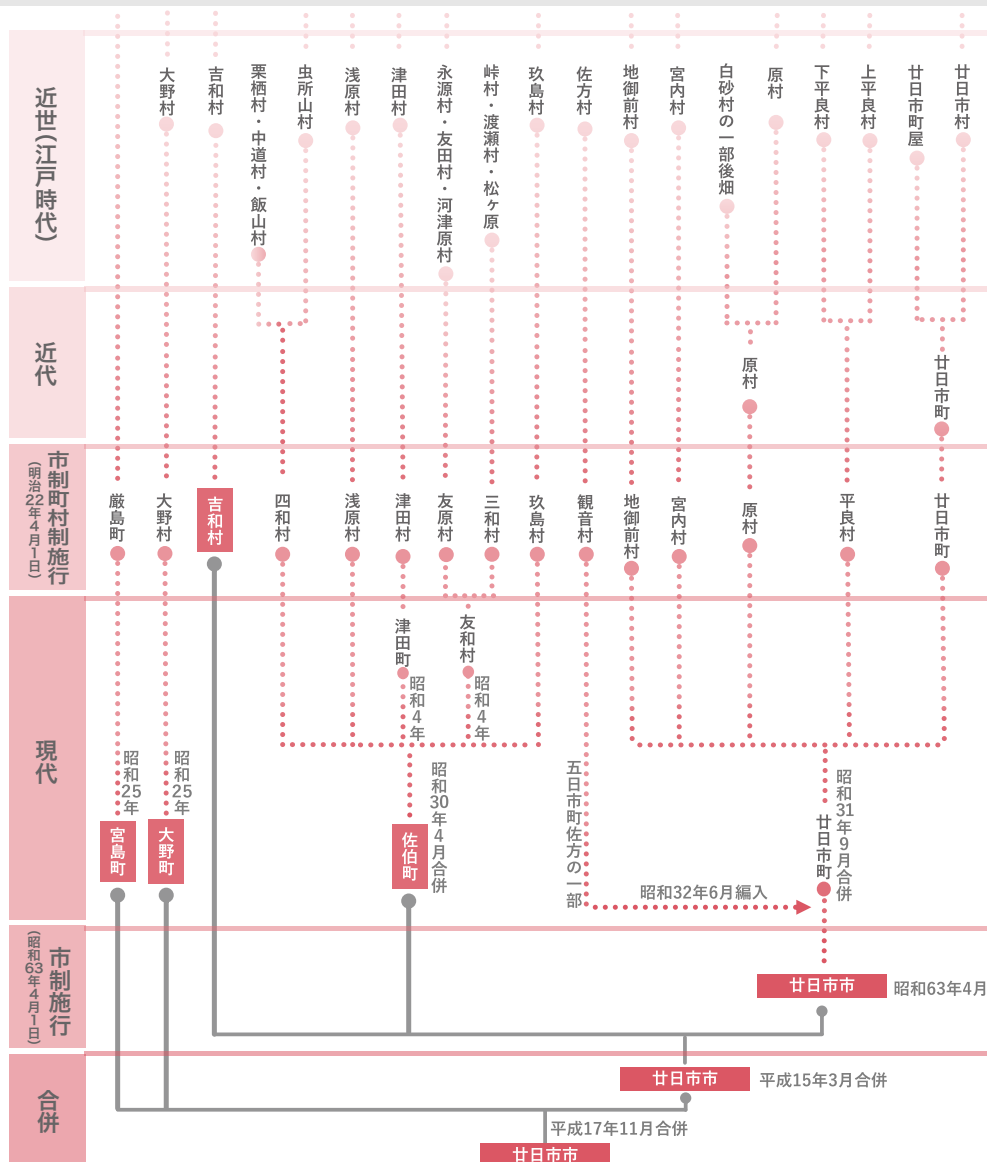 近世(江戸時代)
大野村
吉和村
栗栖村・中道村・飯山村
虫所山村
浅原村
津田村
永源村・友田村・河津原村
峠村・渡瀬村・松ヶ原
玖島村
佐方村
地御前村
宮内村
白砂村の一部後畑
原村
下平良村
上平良村
廿日市町屋
廿日市村
近代
原村
廿日市町
市制町村制施行
(明治22年4月1日)
厳島町
大野村
吉和村
四和村
浅原村
津田村
友原村
三和村
玖島村
観音村
地御前村
宮内村
原村
平良村
廿日市町
現代
津田町
昭和4年
友和村
昭和4年
昭和25年
宮島町
昭和25年
大野町
佐伯町
昭和30年4月合併
五日市町佐方の一部
昭和32年6月編入
廿日市町
昭和31年9月合併
市制施行
(昭和63年4月1日)
廿日市市
昭和63年4月
合併
廿日市市
平成15年3月合併
平成17年11月合併
廿日市市